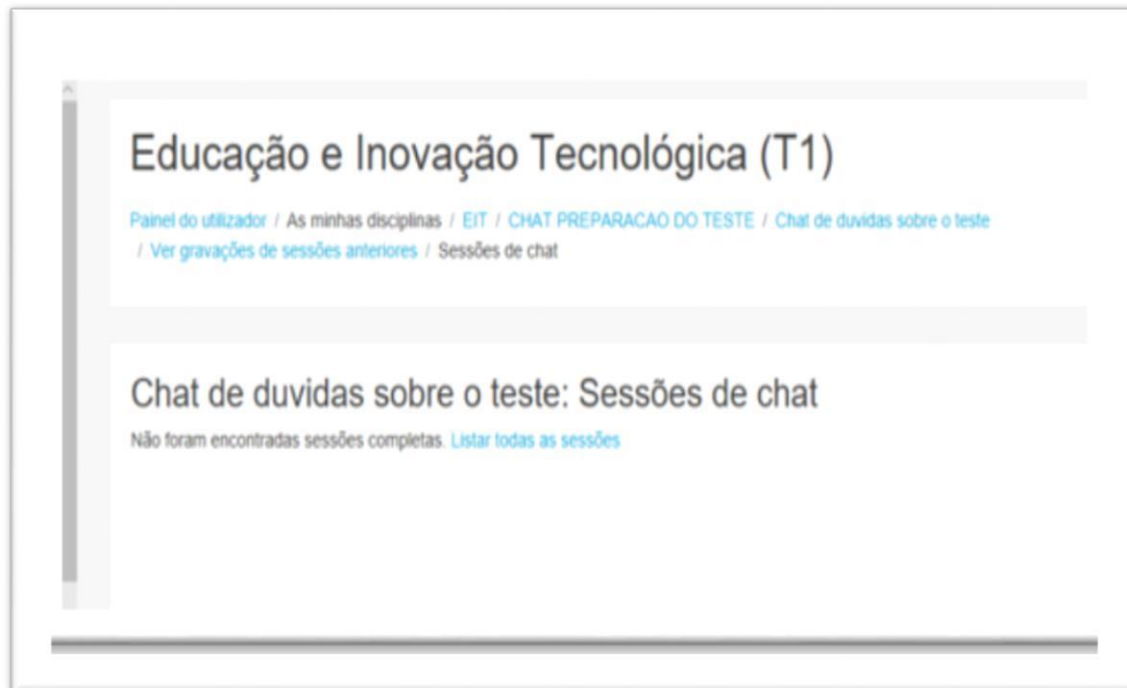 Educação e Inovação Tecnológica (T1)
Painel do utilizador / As minhas disciplinas / EIT / CHAT PREPARACAO DO TESTE / Chat de duvidas sobre o teste
/ Ver gravações de sessões anteriores / Sessões de chat
Chat de duvidas sobre o teste: Sessões de chat
Não foram encontradas sessões completas. Listar todas as sessões